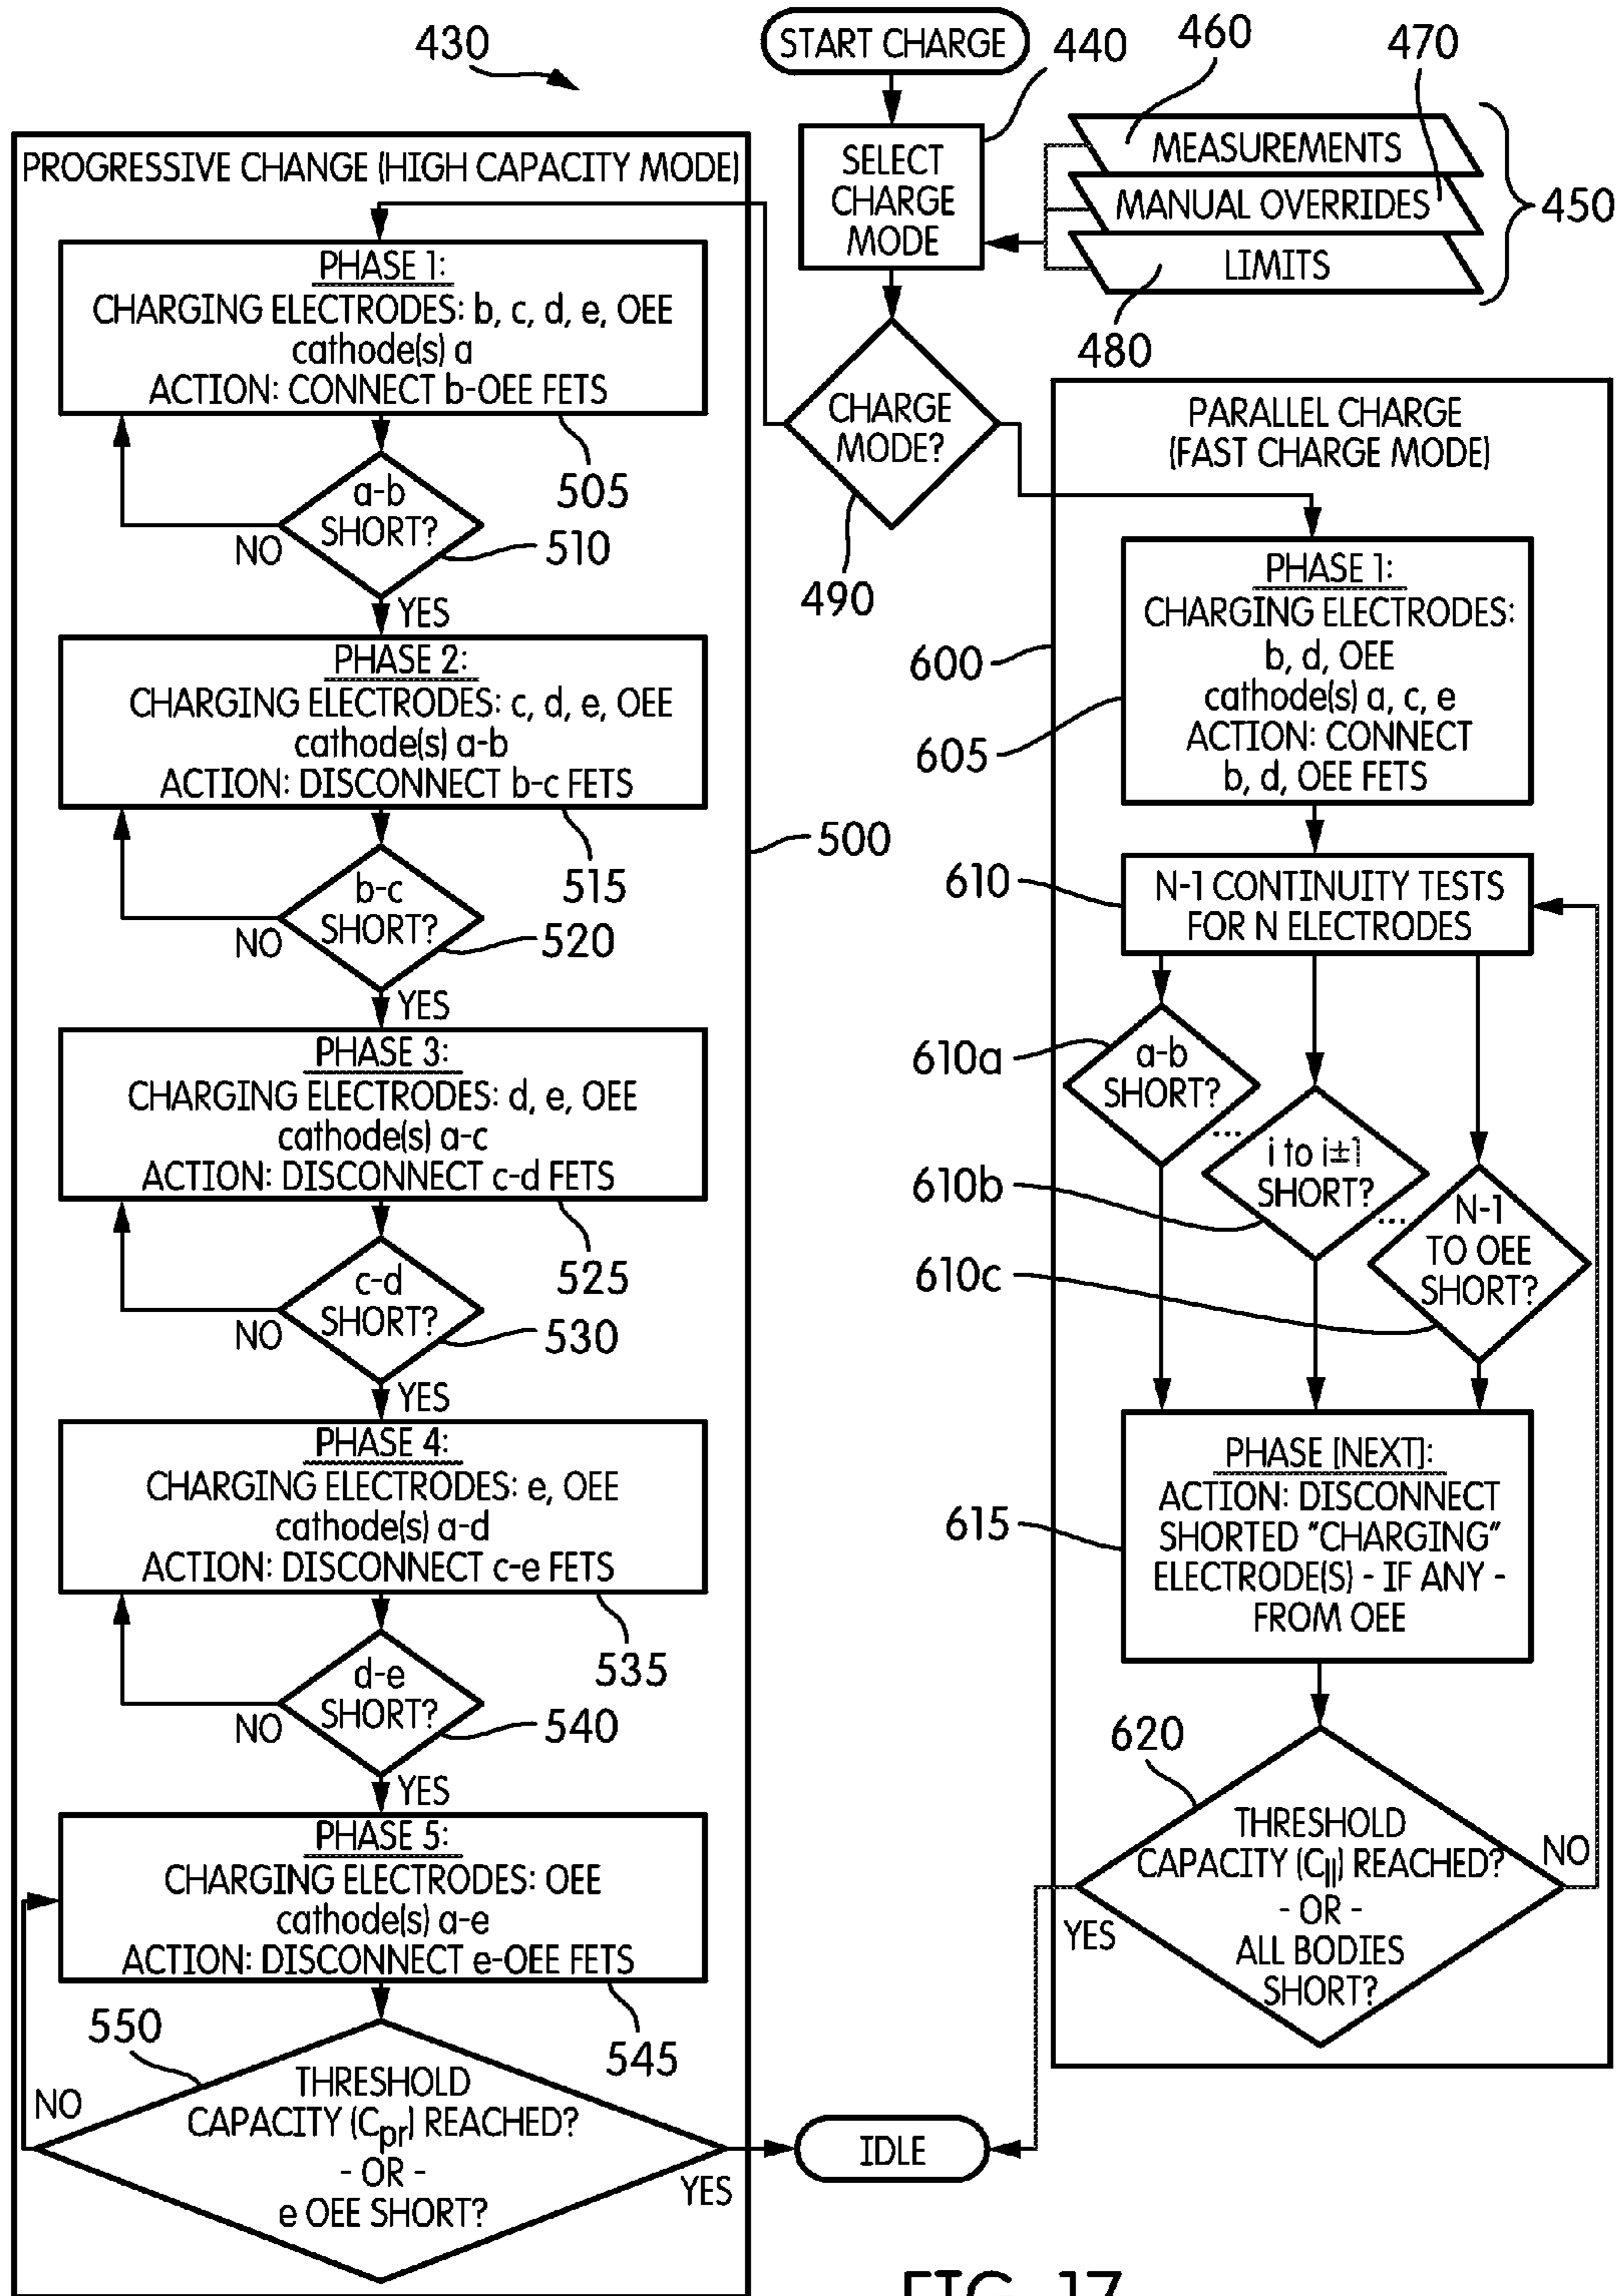 430
START CHARGE
440
460
470
SELECT
CHARGE
MODE
MEASUREMENTS
MANUAL OVERRIDES
LIMITS
450
480
CHARGE
MODE?
490
PROGRESSIVE CHANGE (HIGH CAPACITY MODE)
PHASE 1:
CHARGING ELECTRODES: b, c, d, e, OEE
cathode(s) a
ACTION: CONNECT b-OEE FETS
505
a-b
SHORT?
510
NO
YES
PHASE 2:
CHARGING ELECTRODES: c, d, e, OEE
cathode(s) a-b
ACTION: DISCONNECT b-c FETS
500
515
b-c
SHORT?
520
NO
YES
PHASE 3:
CHARGING ELECTRODES: d, e, OEE
cathode(s) a-c
ACTION: DISCONNECT c-d FETS
525
c-d
SHORT?
530
NO
YES
PHASE 4:
CHARGING ELECTRODES: e, OEE
cathode(s) a-d
ACTION: DISCONNECT c-e FETS
535
d-e
SHORT?
540
NO
YES
PHASE 5:
CHARGING ELECTRODES: OEE
cathode(s) a-e
ACTION: DISCONNECT e-OEE FETS
545
550
THRESHOLD
CAPACITY (Cpr) REACHED?
- OR -
e OEE SHORT?
NO
YES
IDLE
PARALLEL CHARGE
(FAST CHARGE MODE)
600
PHASE 1:
CHARGING ELECTRODES:
b, d, OEE
cathode(s) a, c, e
ACTION: CONNECT
b, d, OEE FETS
605
610
N-1 CONTINUITY TESTS
FOR N ELECTRODES
610a
a-b
SHORT?
...
610b
i to i±1
SHORT?
...
610c
N-1
TO OEE
SHORT?
615
PHASE [NEXT]:
ACTION: DISCONNECT
SHORTED "CHARGING"
ELECTRODE(S) - IF ANY -
FROM OEE
620
THRESHOLD
CAPACITY (C||) REACHED?
- OR -
ALL BODIES
SHORT?
NO
YES
FIG. 17